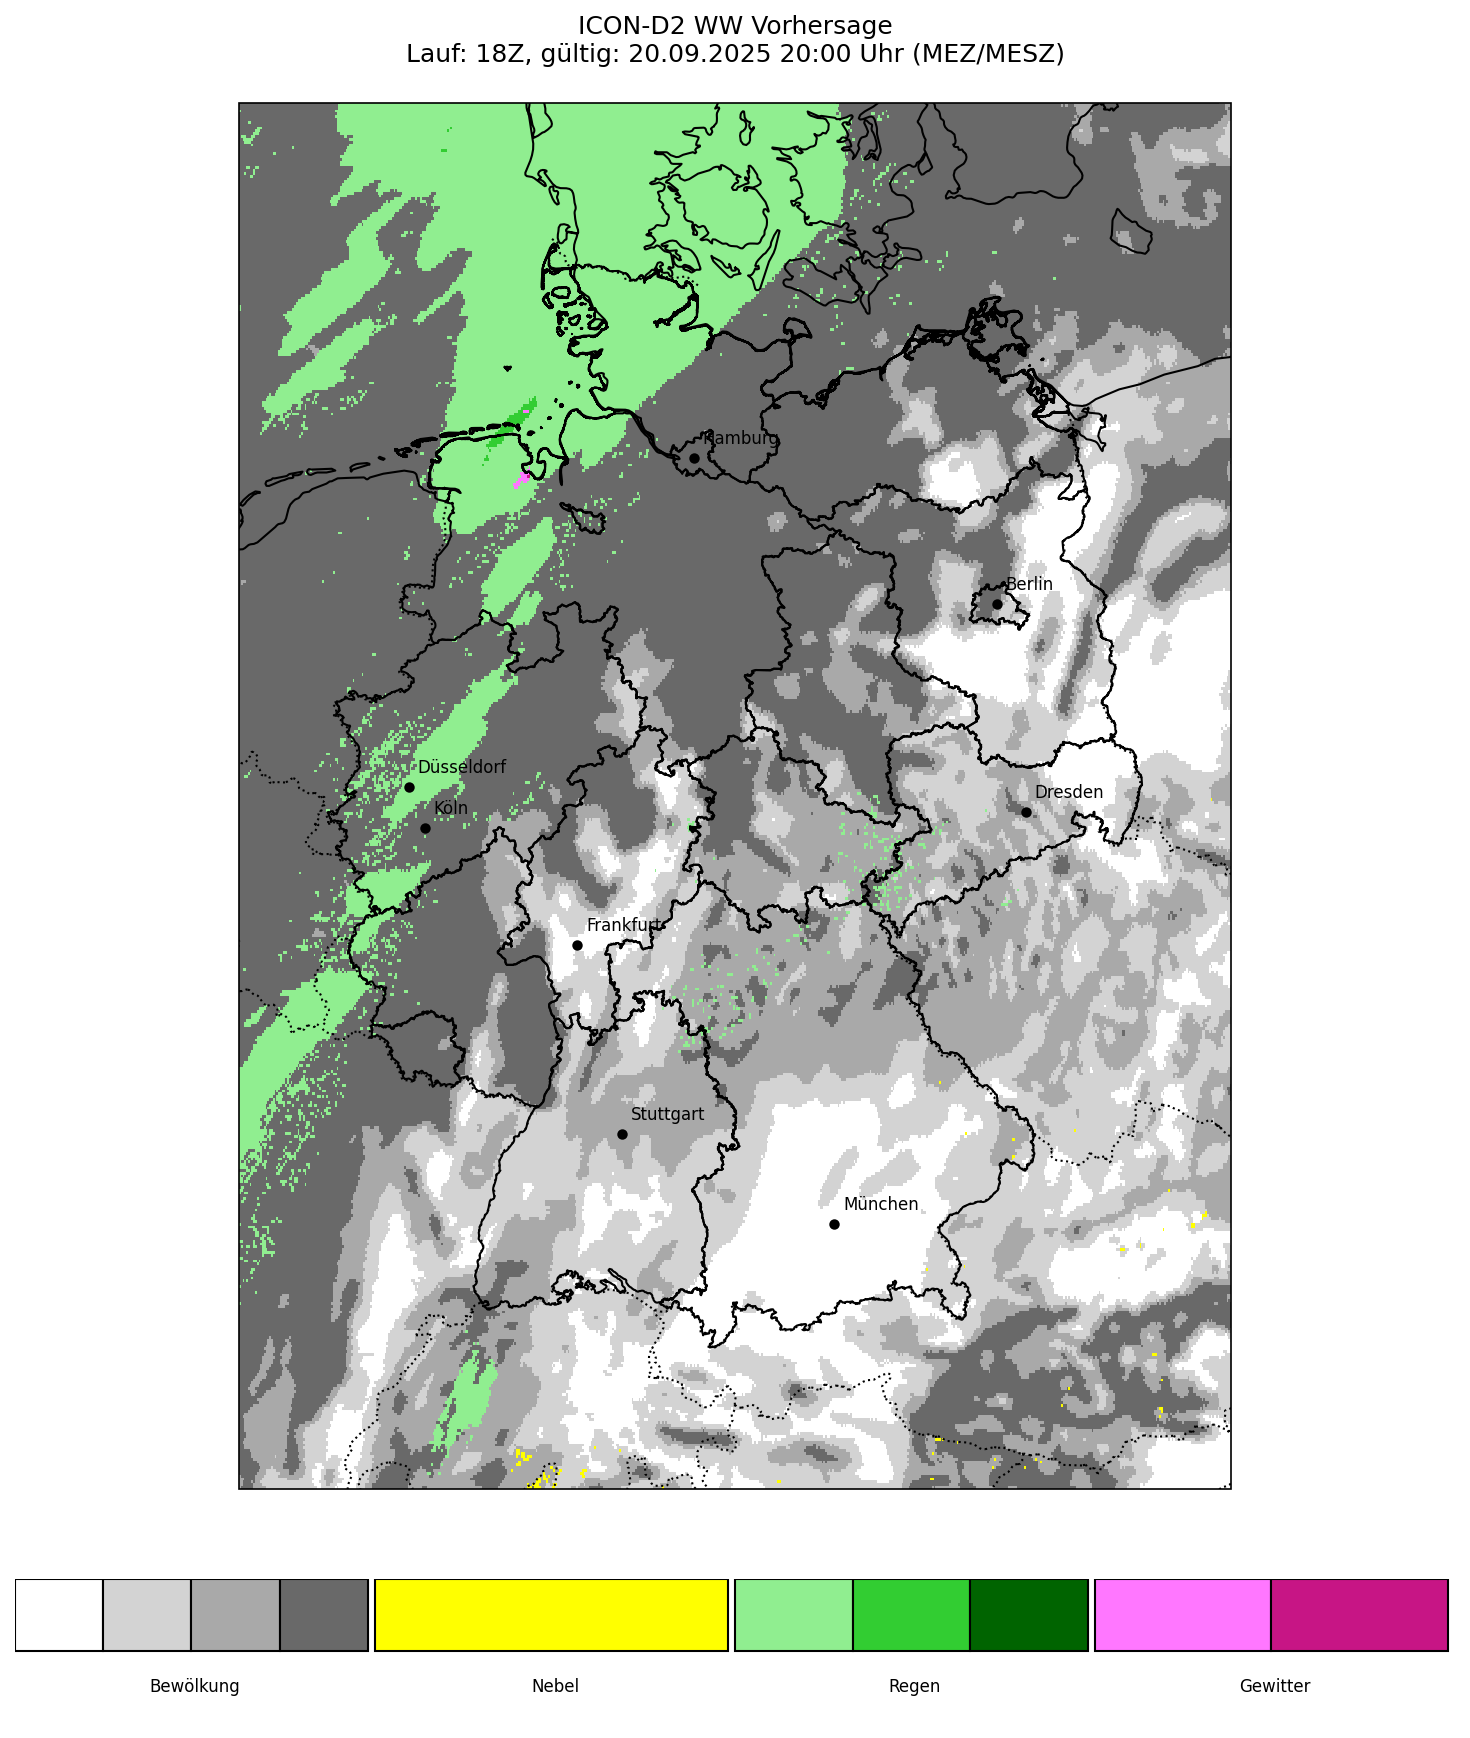 ICON-D2 WW Vorhersage
Lauf: 18Z, gültig: 20.09.2025 20:00 Uhr (MEZ/MESZ)
Hamburg
Berlin
Düsseldorf
Köln
Dresden
Frankfurt
Stuttgart
München
Bewölkung
Nebel
Regen
Gewitter